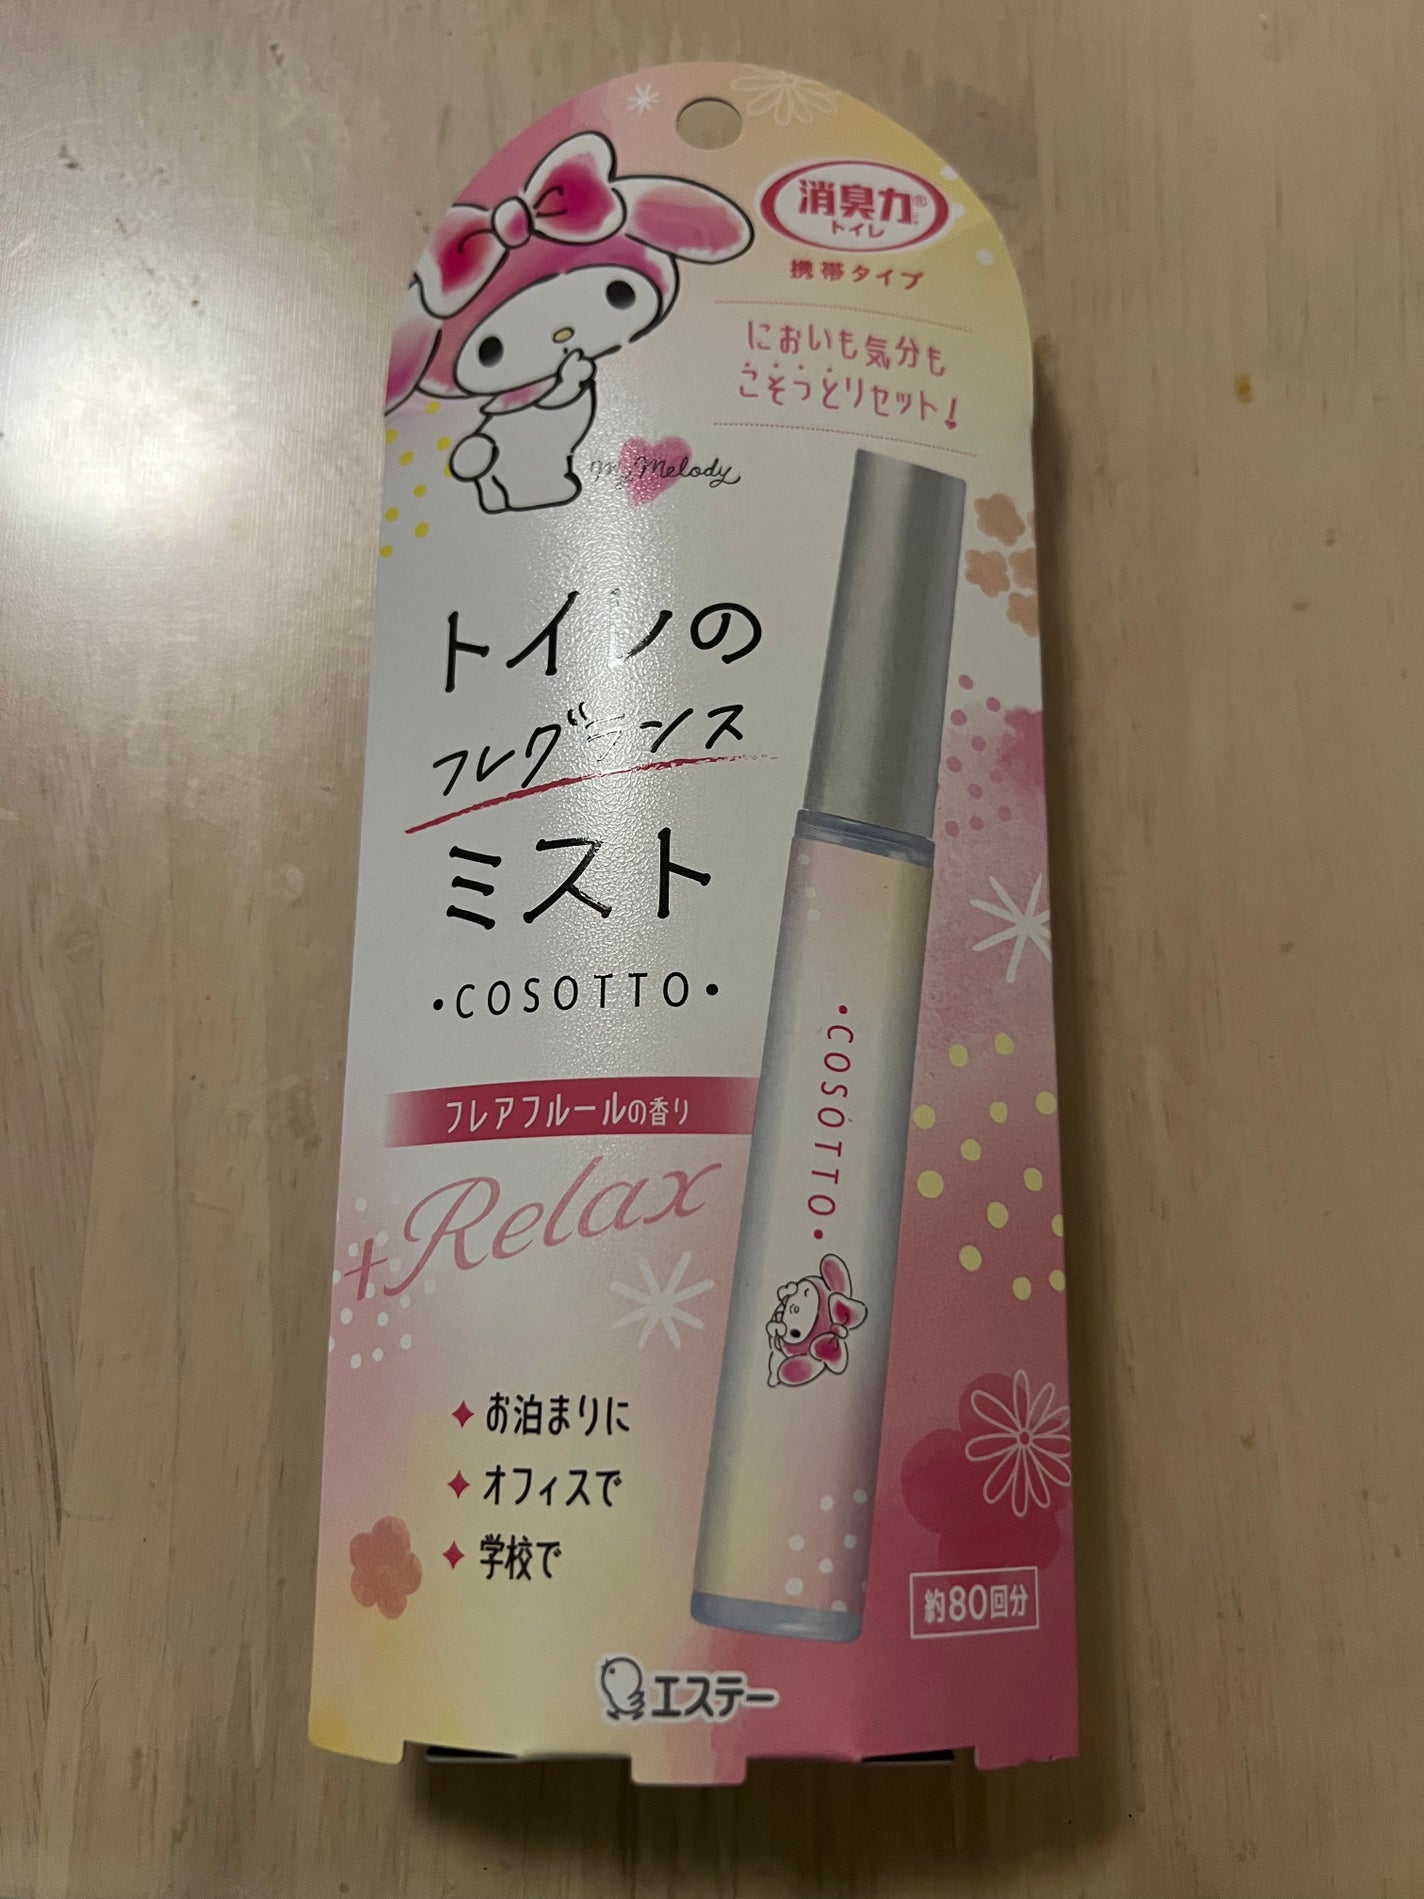 消臭力®
トイレ
携帯タイプ
においも気分も
こそっとリセット!
My Melody
トイレの
フレグランス
ミスト
・COSOTTO・
フレアフルールの香り
+Relax
・COSOTTO・
お泊まりに
オフィスで
学校で
約80回分
エステー